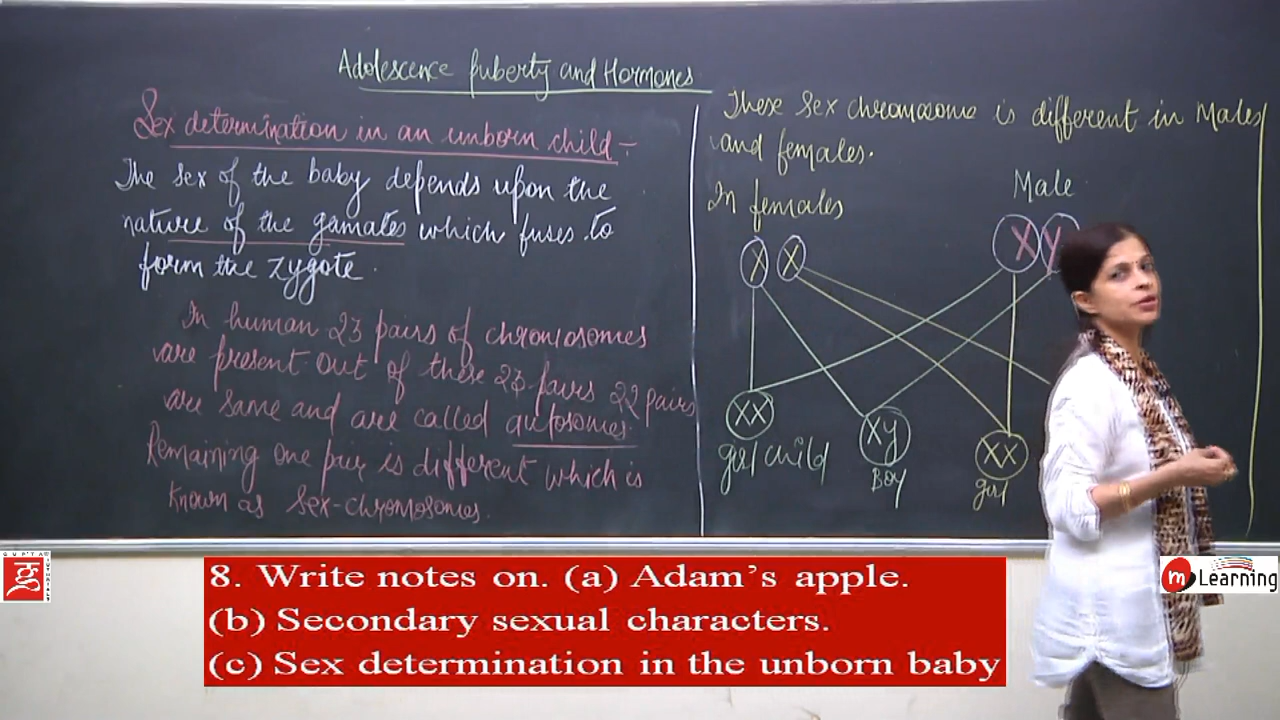 Adolescence puberty and Hormones
Sex determination in an unborn child -
The sex of the baby depends upon the
nature of the gamates which fuses to
form the zygote.
In human 23 pairs of chromosomes
are present out of these 23 pairs 22 pairs
are same and are called autosomes.
Remaining one pair is different which is
known as sex-chromosomes.
These sex chromosome is different in Males
and females.
In females
Male
X X
X Y
XX
girl child
Xy
Boy
XX
girl
GUPTA
8. Write notes on. (a) Adam's apple.
(b) Secondary sexual characters.
(c) Sex determination in the unborn baby
m Learning